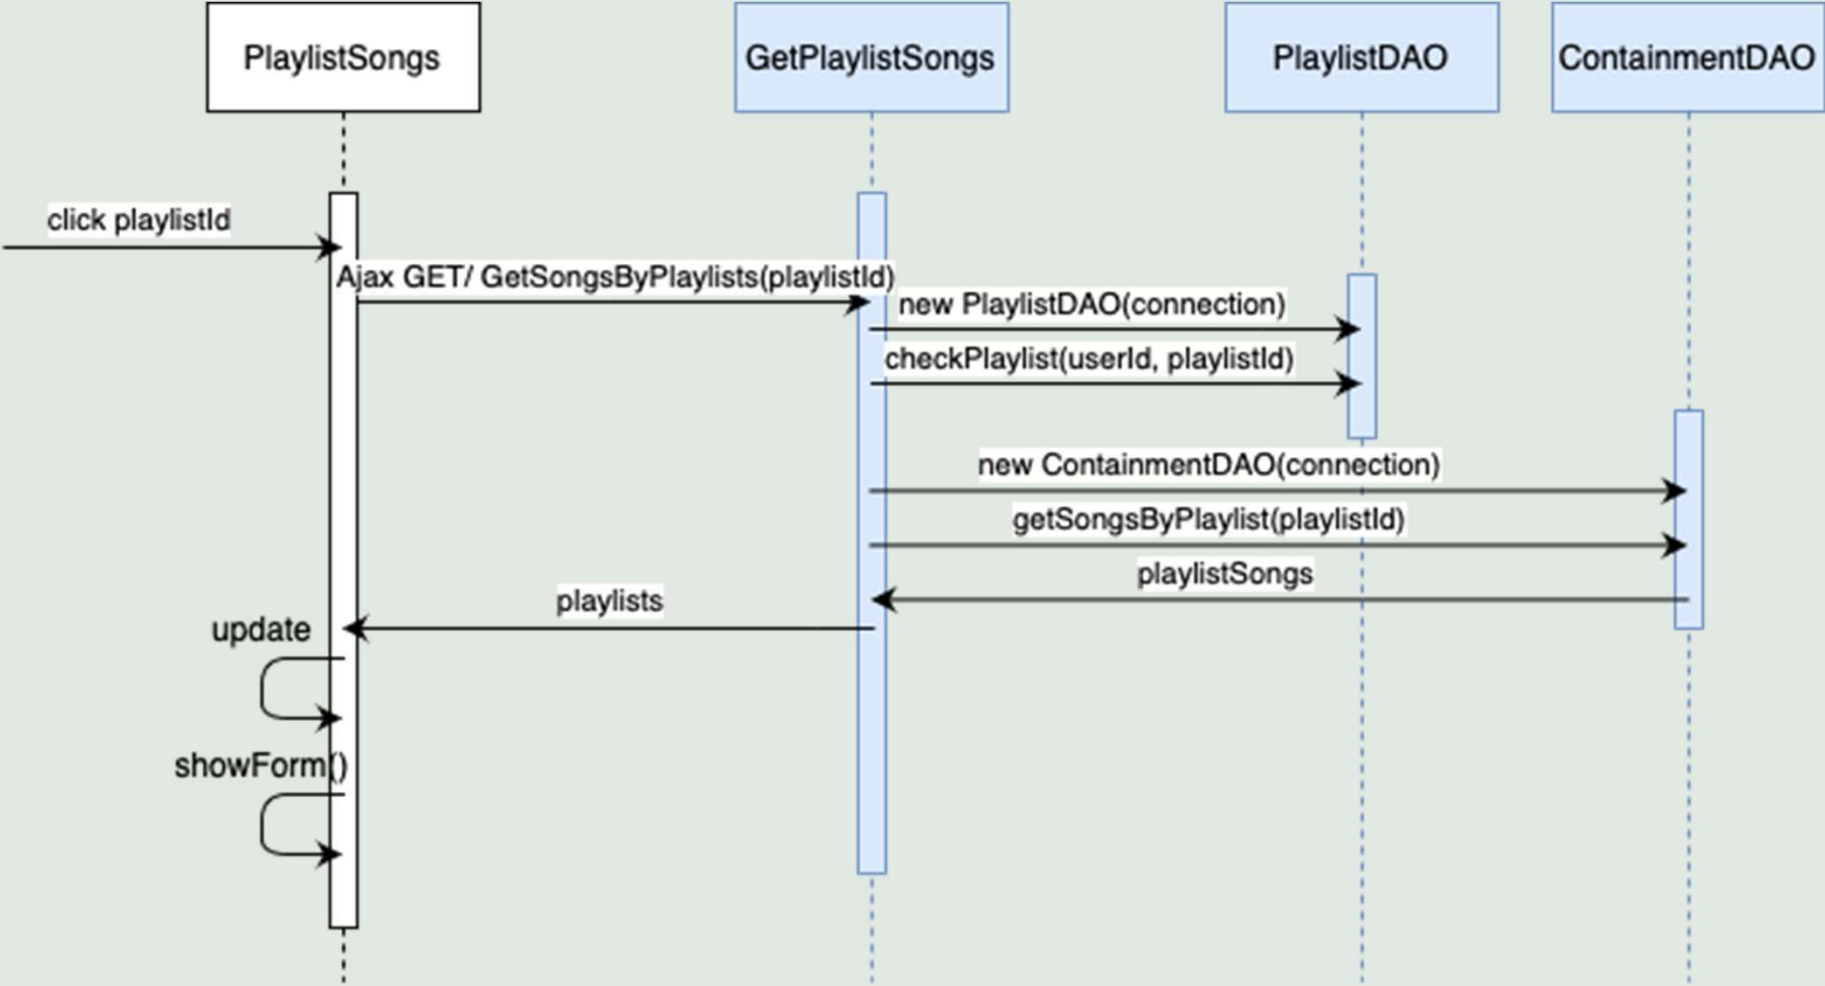 PlaylistSongs
GetPlaylistSongs
PlaylistDAO
ContainmentDAO
click playlistId
Ajax GET/ GetSongsByPlaylists(playlistId)
new PlaylistDAO(connection)
checkPlaylist(userId, playlistId)
new ContainmentDAO(connection)
getSongsByPlaylist(playlistId)
playlistSongs
playlists
update
showForm()